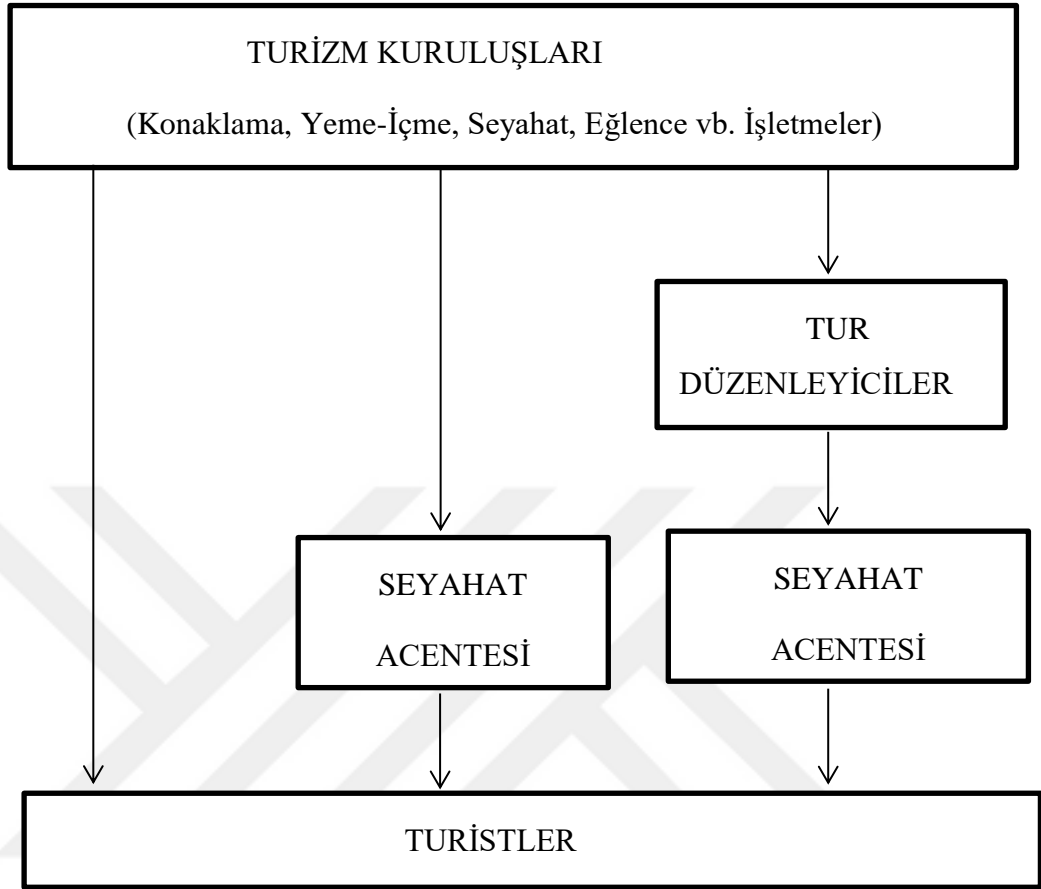 TURİZM KURULUŞLARI
(Konaklama, Yeme-İçme, Seyahat, Eğlence vb. İşletmeler)
TUR
DÜZENLEYİCİLER
SEYAHAT
ACENTESİ
SEYAHAT
ACENTESİ
TURİSTLER